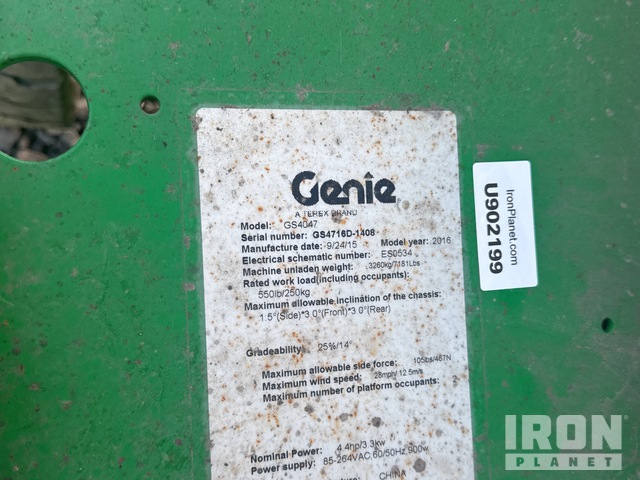 Genie
A TEREX BRAND
Model: GS4047
Serial number: GS4716D-1408
Manufacture date: -9/24/15 Model year: 2016
Electrical schematic number: ES0534
Machine unladen weight: 3260kg/7181Lbs
Rated work load(including occupants):
550lb/250kg
Maximum allowable inclination of the chassis:
1.5°(Side)*3.0°(Front)*3.0°(Rear)
Gradeability: 25%/14°
Maximum allowable side force: 105lbs/467N
Maximum wind speed: 28mph/ 12.5m/s
Maximum number of platform occupants: 2
Nominal Power: 4.4hp/3.3kw
Power supply: 85-264VAC,60/50Hz,900w
CHINA
IronPlanet.com
U902199
IRON
PLANET